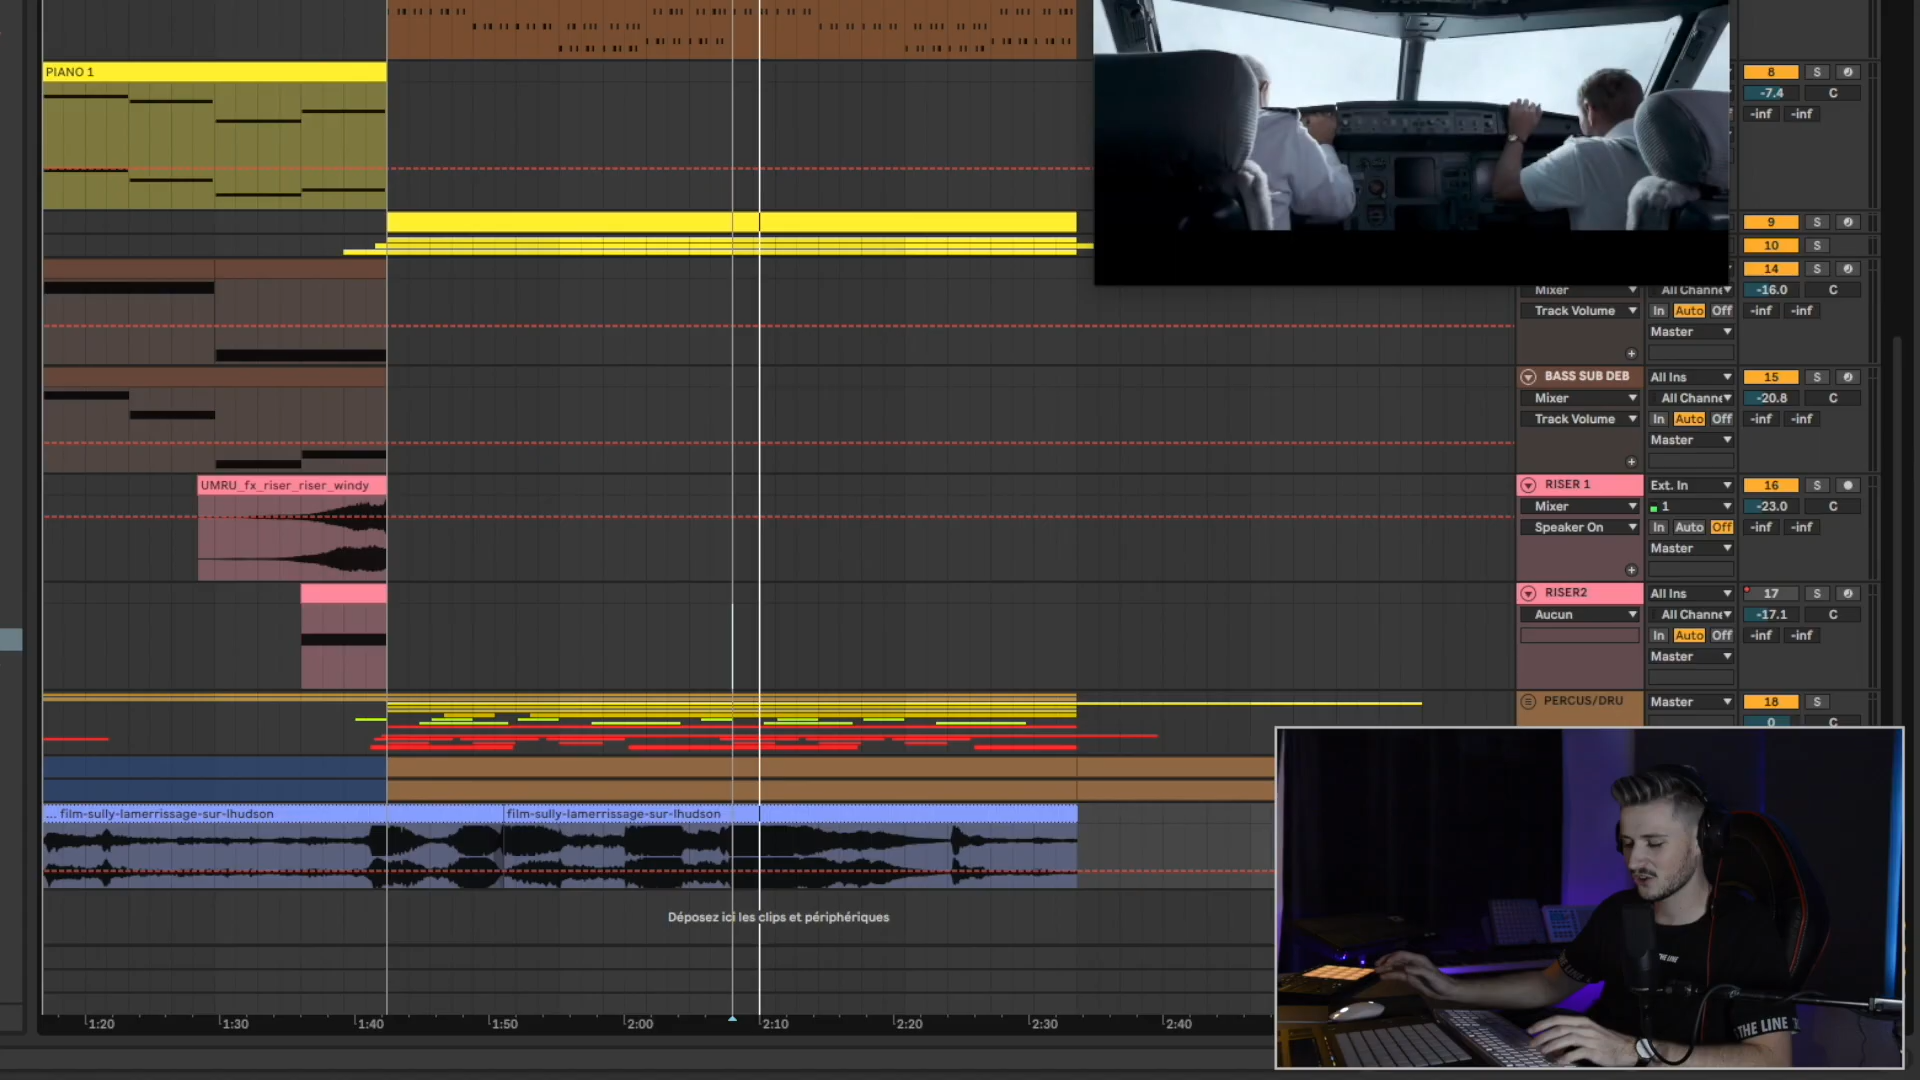 PIANO 1
8 S
-7.4 C
-inf -inf
9 S
10 S
14 S
Mixer All Channe -16.0 C
Track Volume In Auto Off -inf -inf
Master
BASS SUB DEB All Ins 15 S
Mixer All Channe -20.8 C
Track Volume In Auto Off -inf -inf
Master
UMRU_fx_riser_riser_windy RISER 1 Ext. In 16 S
Mixer 1 -23.0 C
Speaker On In Auto Off -inf -inf
Master
RISER2 All Ins 17 S
Aucun All Channe -17.1 C
In Auto Off -inf -inf
Master
PERCUS/DRU Master 18 S
0 C
... film-sully-lamerrissage-sur-lhudson film-sully-lamerrissage-sur-lhudson
Déposez ici les clips et périphériques
THE LINE
THE LINE
1:20 1:30 1:40 1:50 2:00 2:10 2:20 2:30 2:40